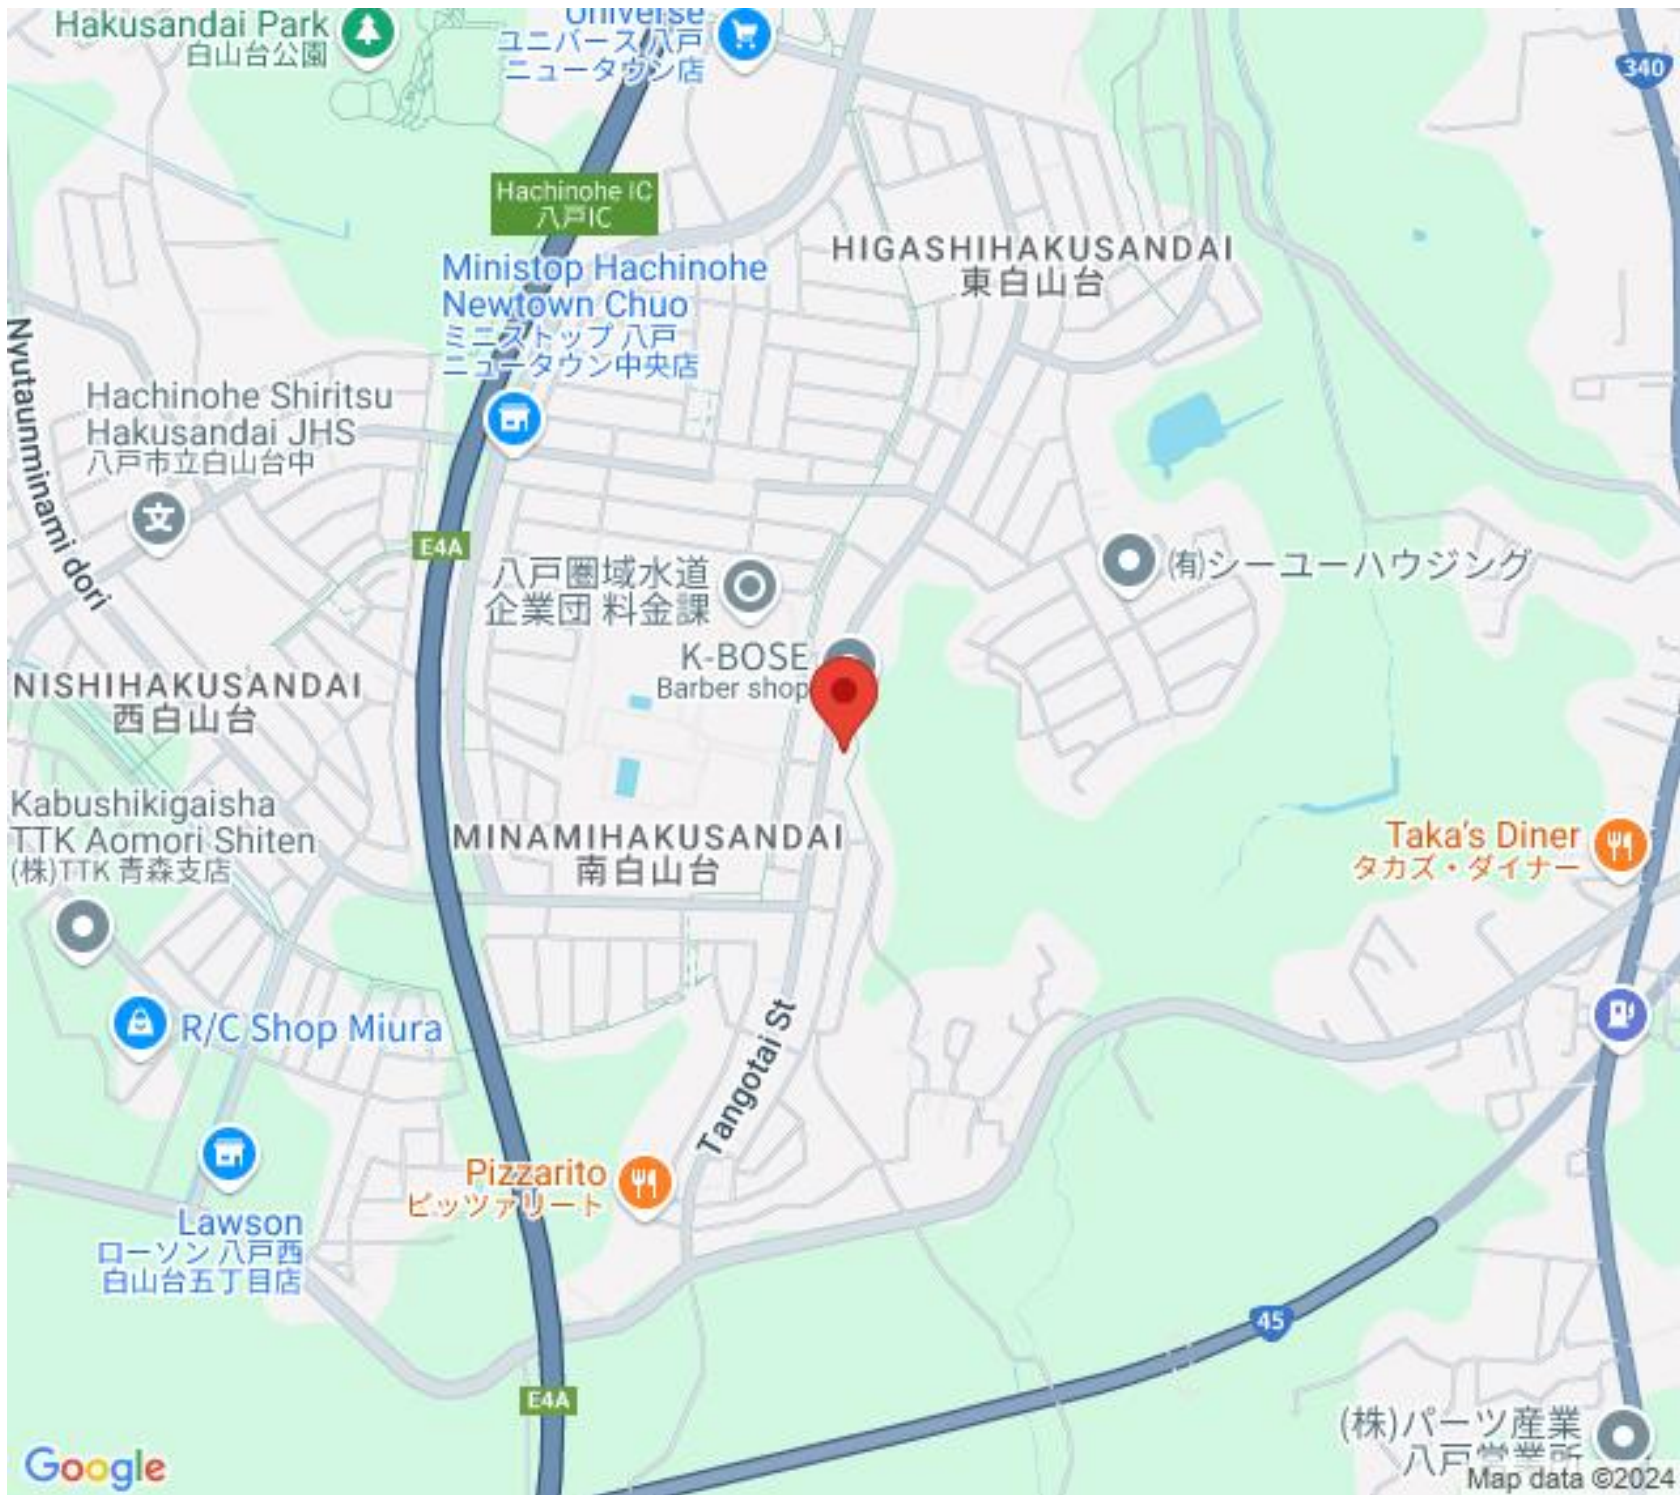 Hakusandai Park
白山台公園
Universe
ユニバース 八戸
ニュータウン店
340
Hachinohe IC
八戸IC
HIGASHIHAKUSANDAI
東白山台
Ministop Hachinohe
Newtown Chuo
ミニストップ 八戸
ニュータウン中央店
Nyutaunminami dori
Hachinohe Shiritsu
Hakusandai JHS
八戸市立白山台中
文
E4A
八戸圏域水道
企業団 料金課
(有)シーユーハウジング
K-BOSE
Barber shop
NISHIHAKUSANDAI
西白山台
Kabushikigaisha
TTK Aomori Shiten
(株)TTK 青森支店
MINAMIHAKUSANDAI
南白山台
Taka's Diner
タカズ・ダイナー
R/C Shop Miura
Tangotai St
Pizzarito
ピッツァリート
Lawson
ローソン 八戸西
白山台五丁目店
45
E4A
(株)パーツ産業
八戸営業所
Google
Map data ©2024